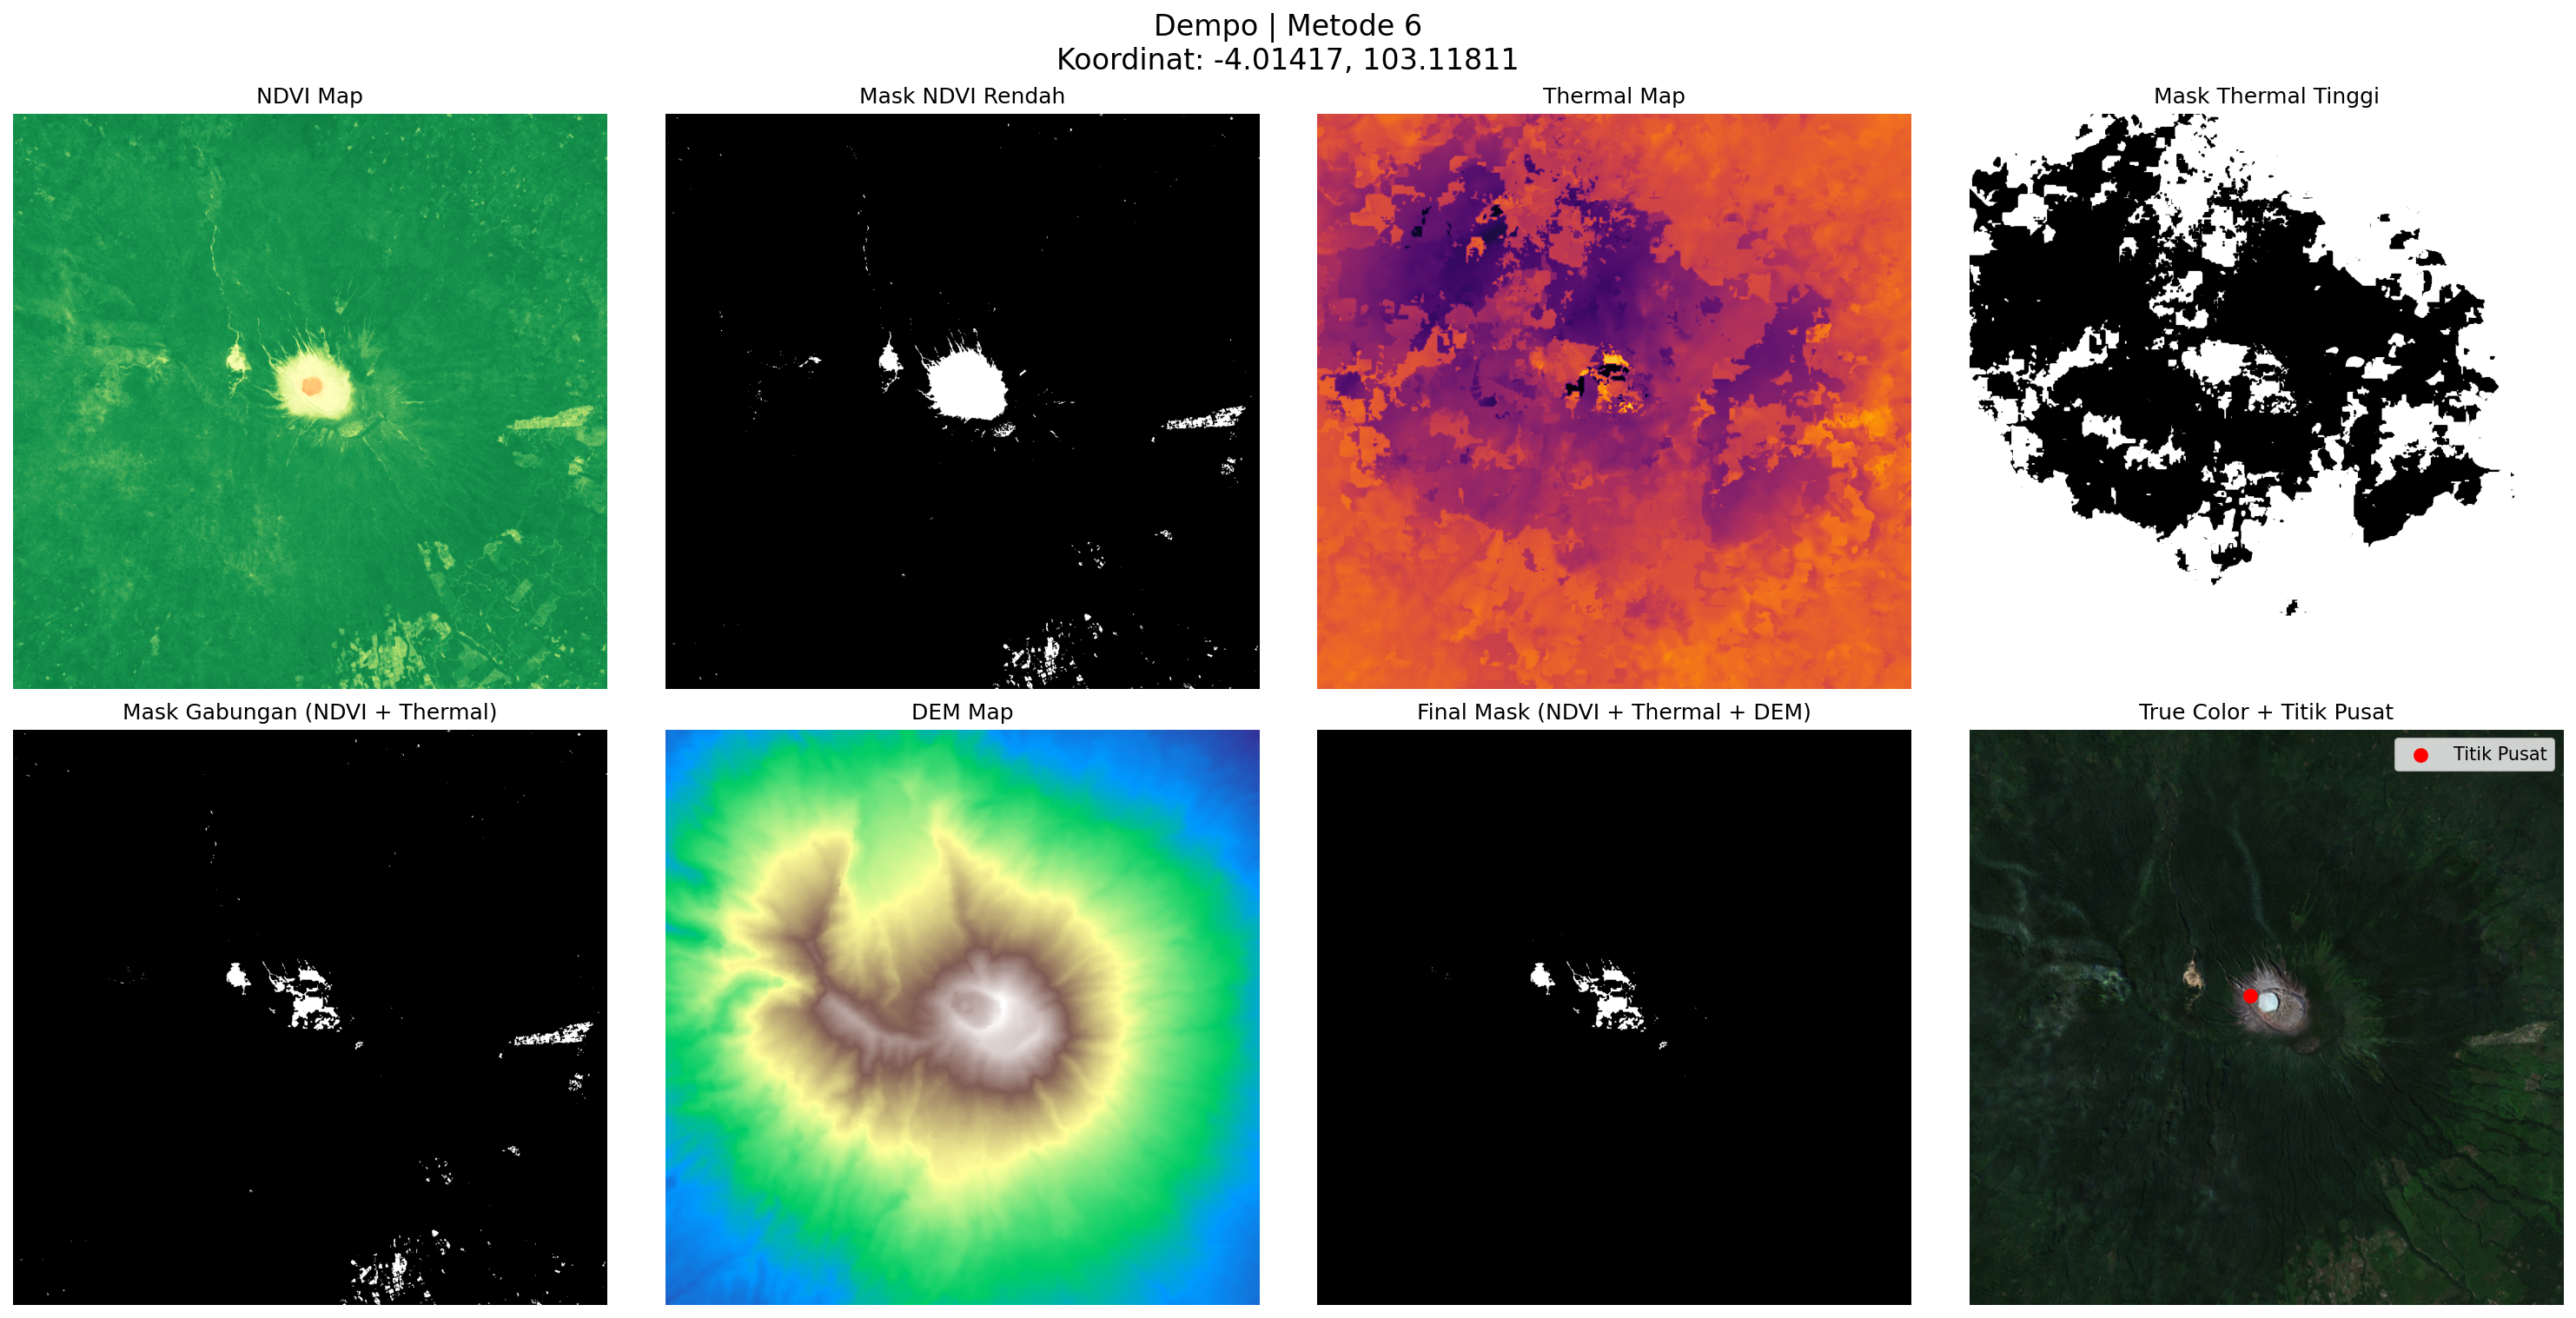 Dempo | Metode 6
Koordinat: -4.01417, 103.11811
NDVI Map
Mask NDVI Rendah
Thermal Map
Mask Thermal Tinggi
Mask Gabungan (NDVI + Thermal)
DEM Map
Final Mask (NDVI + Thermal + DEM)
True Color + Titik Pusat
Titik Pusat